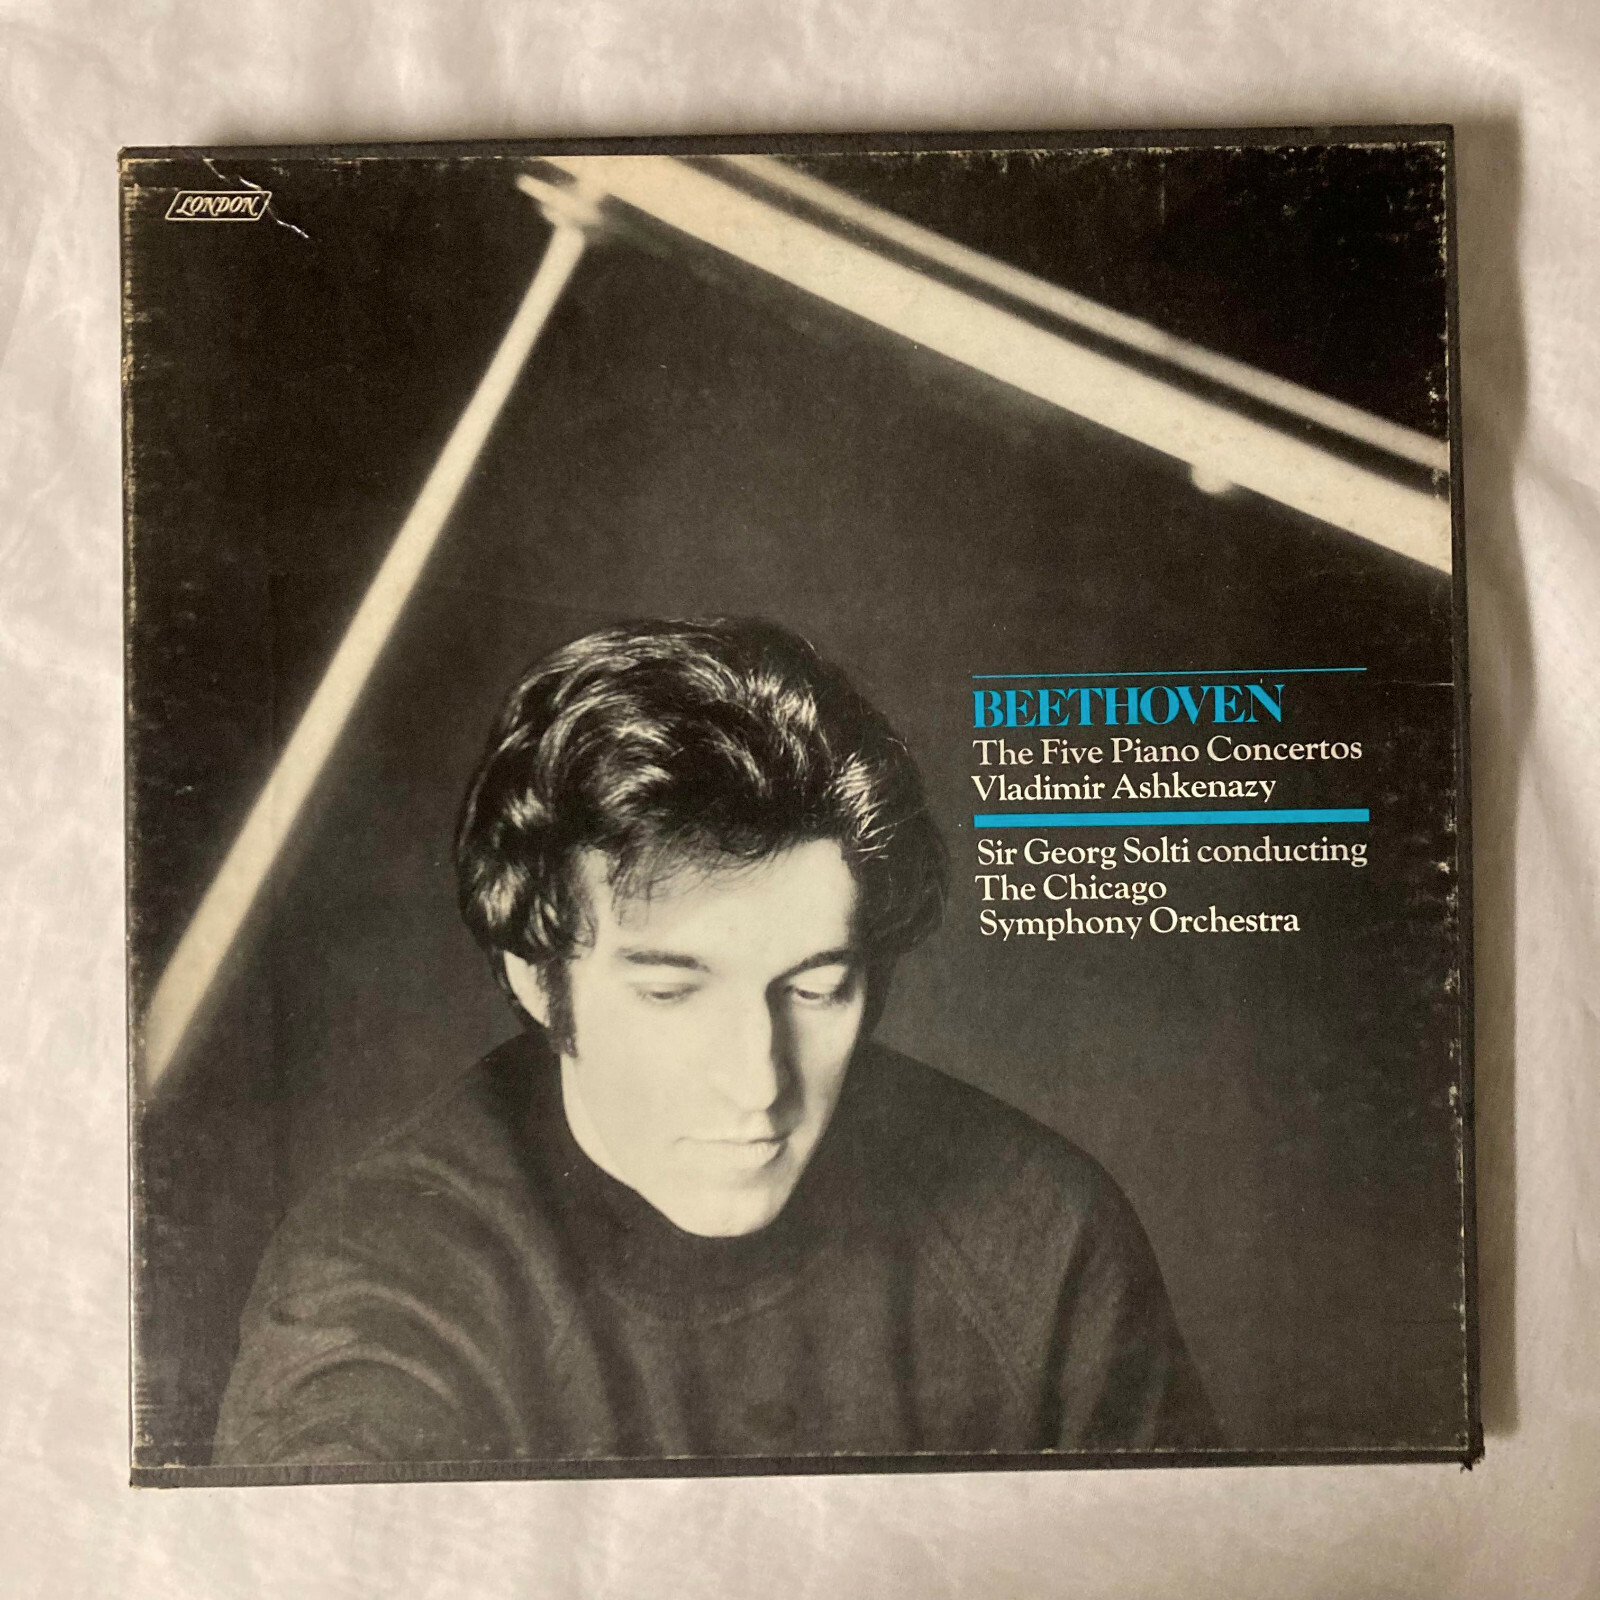 LONDON
BEETHOVEN
The Five Piano Concertos
Vladimir Ashkenazy
Sir Georg Solti conducting
The Chicago
Symphony Orchestra